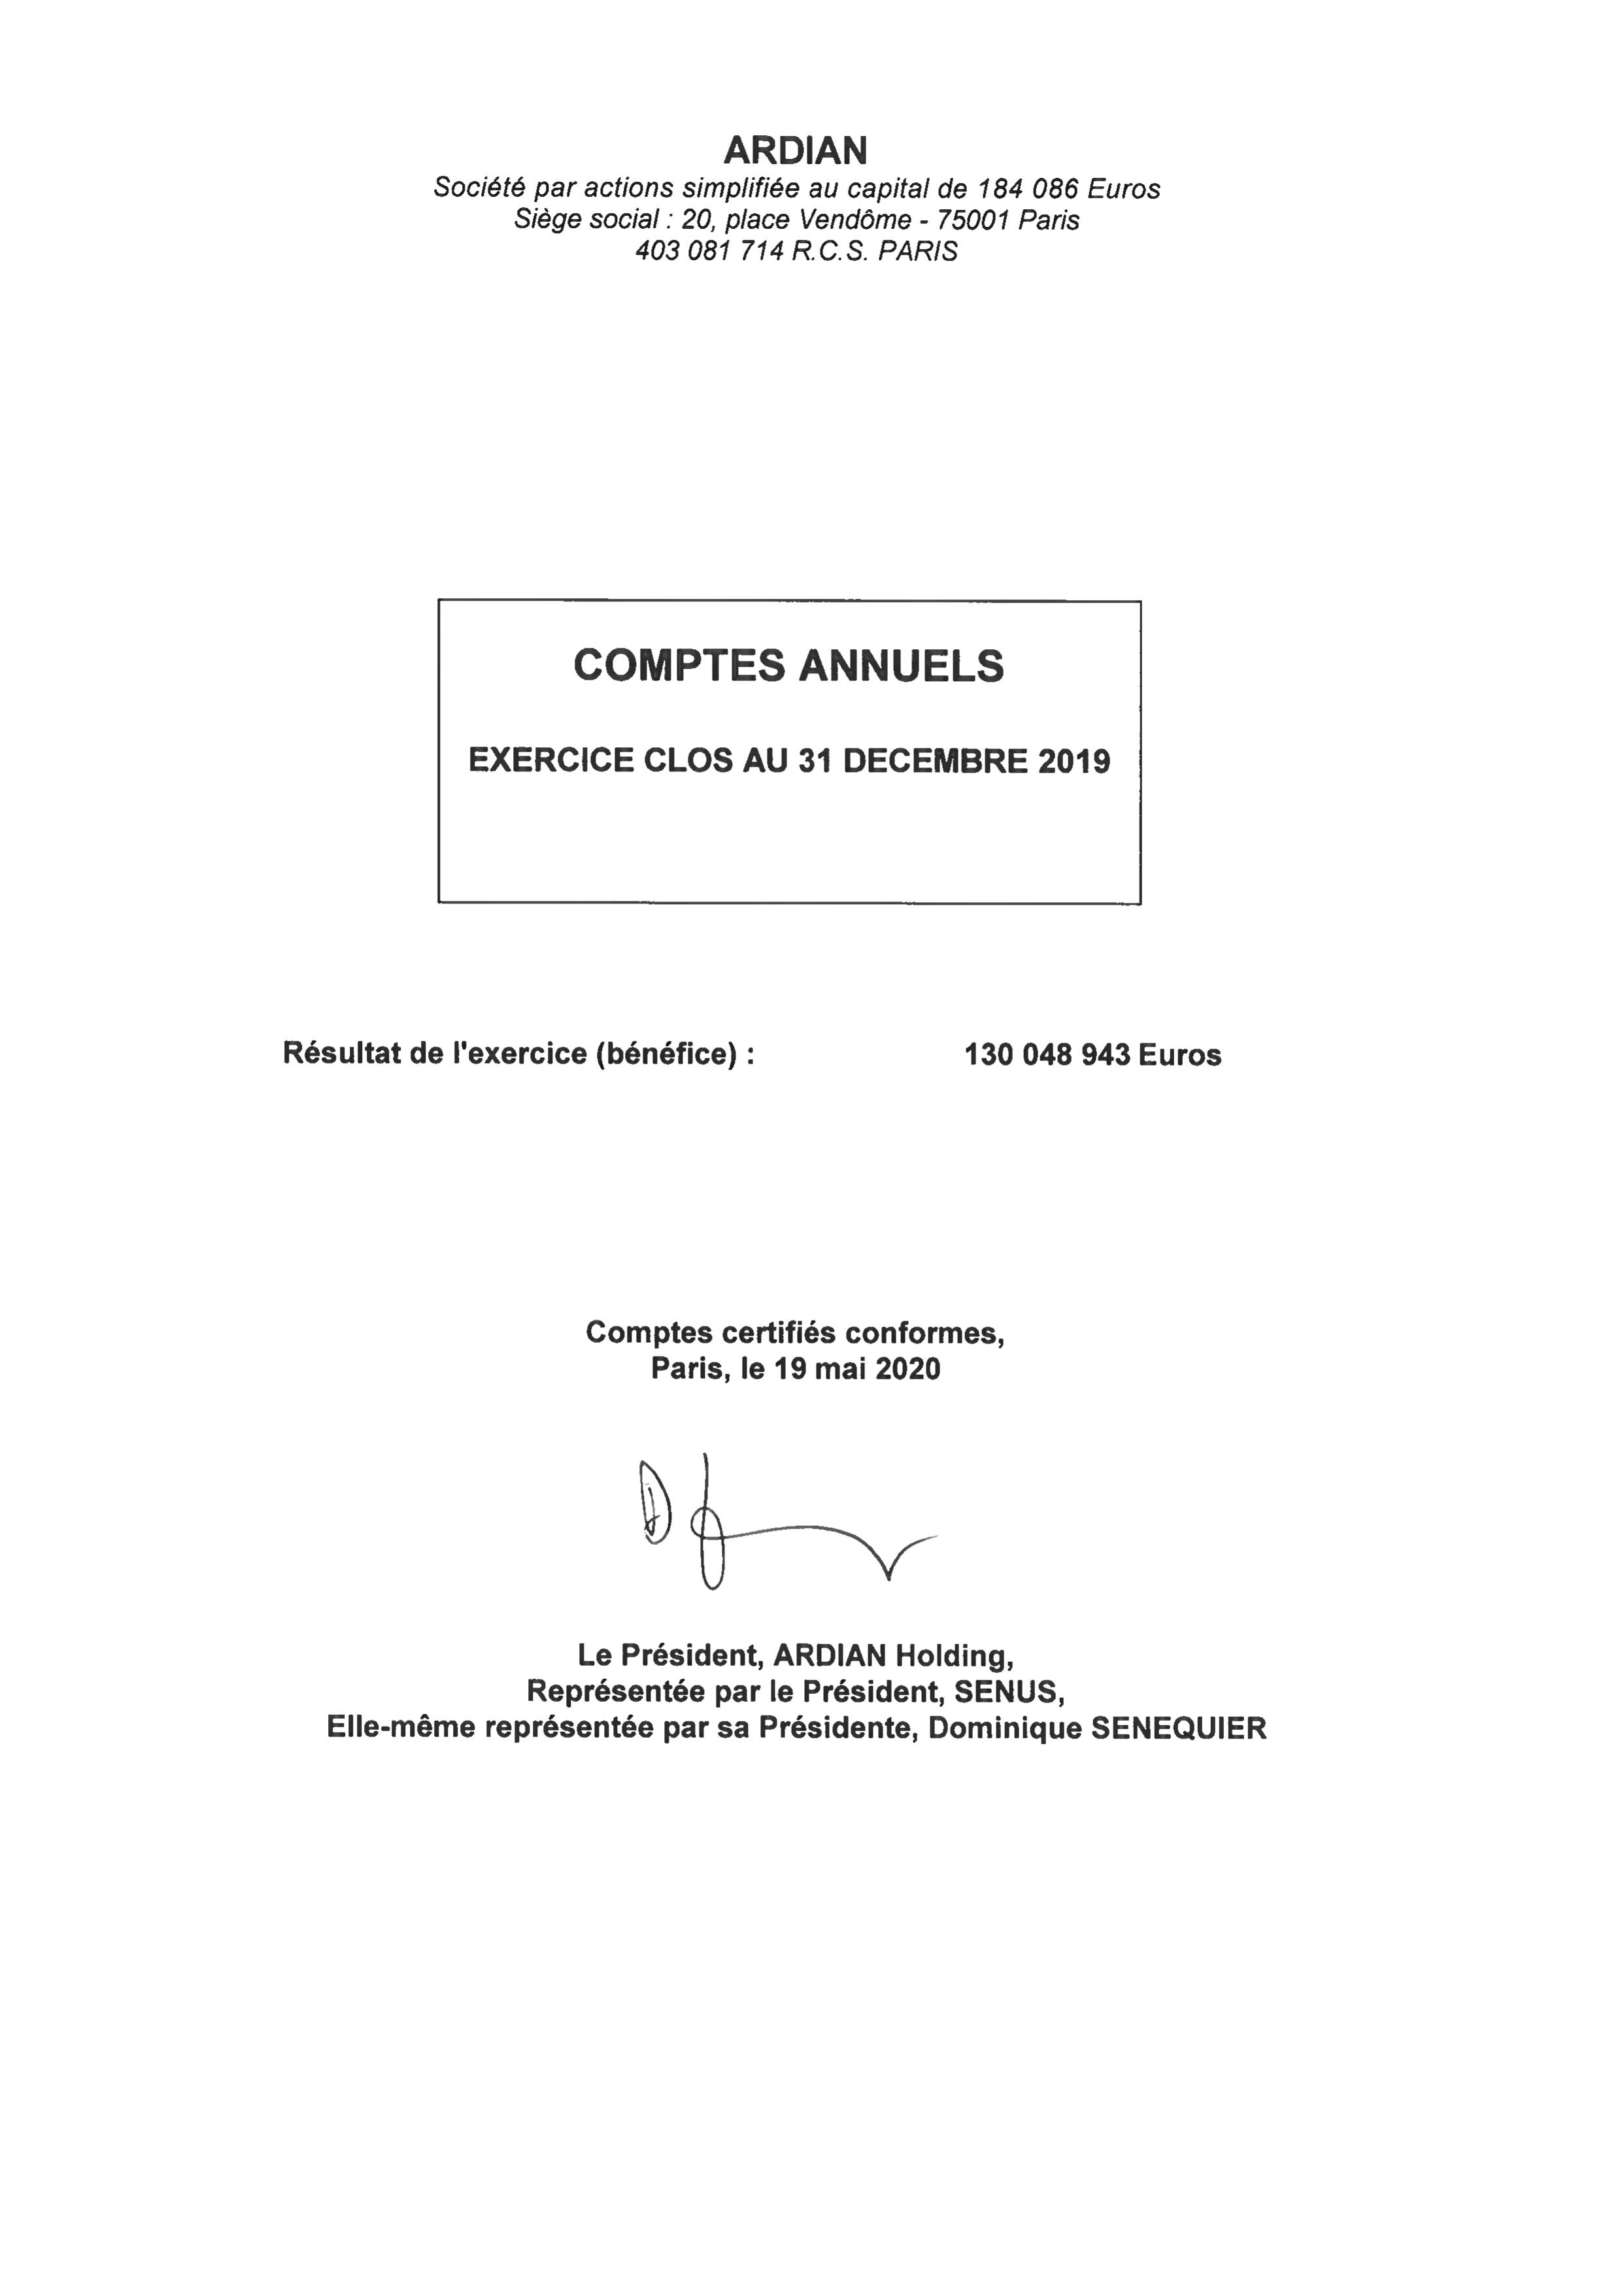 ARDIAN
Société par actions simplifiée au capital de 184 086 Euros
Siège social : 20, place Vendôme - 75001 Paris
403 081 714 R.C.S. PARIS
COMPTES ANNUELS
EXERCICE CLOS AU 31 DECEMBRE 2019
Résultat de l'exercice (bénéfice) : 130 048 943 Euros
Comptes certifiés conformes,
Paris, le 19 mai 2020
Le Président, ARDIAN Holding,
Représentée par le Président, SENUS,
Elle-même représentée par sa Présidente, Dominique SENEQUIER